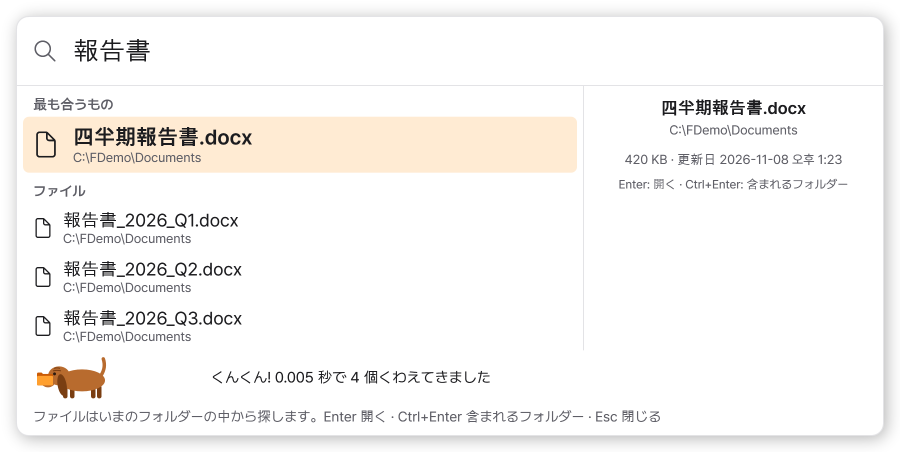 報告書
最も合うもの
四半期報告書.docx
C:\FDemo\Documents
ファイル
報告書_2026_Q1.docx
C:\FDemo\Documents
報告書_2026_Q2.docx
C:\FDemo\Documents
報告書_2026_Q3.docx
C:\FDemo\Documents
四半期報告書.docx
C:\FDemo\Documents
420 KB · 更新日 2026-11-08 오후 1:23
Enter: 開く · Ctrl+Enter: 含まれるフォルダー
くんくん! 0.005 秒で 4 個くわえてきました
ファイルはいまのフォルダーの中から探します。Enter 開く · Ctrl+Enter 含まれるフォルダー · Esc 閉じる